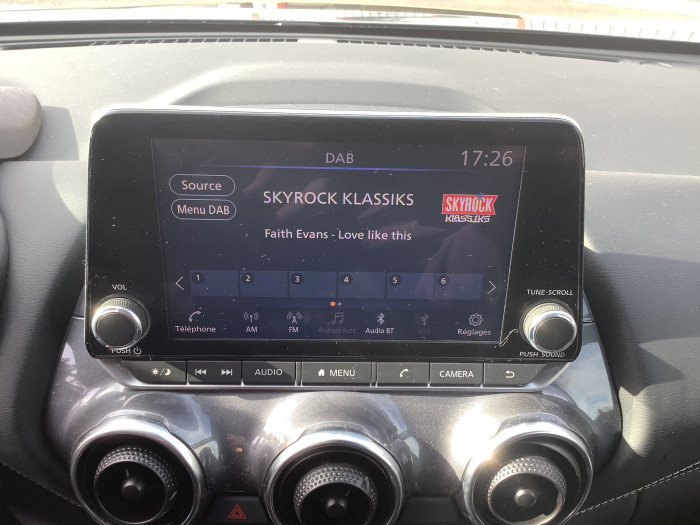 DAB
17:26
Source
SKYROCK KLASSIKS
SKYROCK
KLASSIKS
Menu DAB
Faith Evans - Love like this
1 2 3 4 5 6
VOL
TUNE·SCROLL
Téléphone AM FM Android Auto Audio BT USB Réglages
PUSH
PUSH SOUND
AUDIO MENU CAMERA